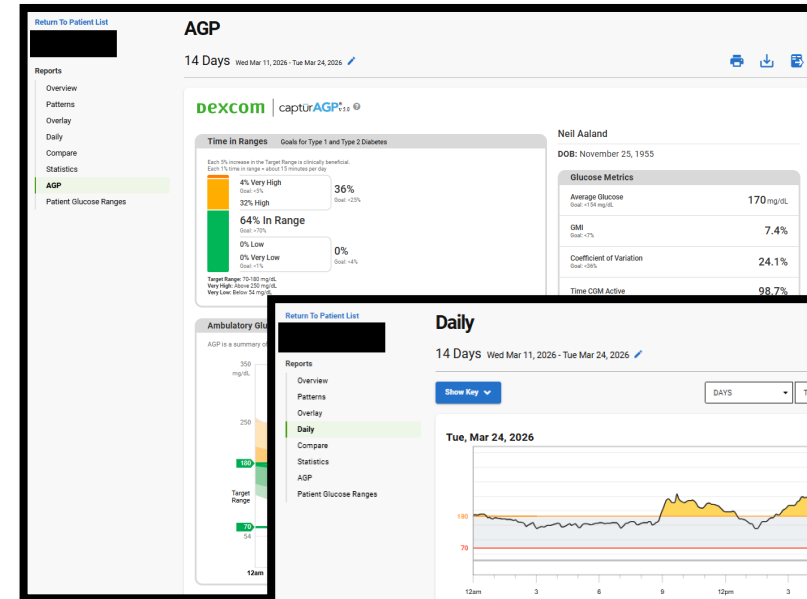 Return To Patient List
Reports
Overview
Patterns
Overlay
Daily
Compare
Statistics
AGP
Patient Glucose Ranges
AGP
14 Days Wed Mar 11, 2026 - Tue Mar 24, 2026
Dexcom captūrAGP® v 5.0
Time in Ranges Goals for Type 1 and Type 2 Diabetes
Each 5% increase in the Target Range is clinically beneficial.
Each 1% time in range = about 15 minutes per day
4% Very High
Goal: <5%
32% High
36%
Goal: <25%
64% In Range
Goal: >70%
0% Low
0% Very Low
Goal: <1%
0%
Goal: <4%
Target Range: 70-180 mg/dL
Very High: Above 250 mg/dL
Very Low: Below 54 mg/dL
Neil Aaland
DOB: November 25, 1955
Glucose Metrics
Average Glucose
Goal: <154 mg/dL
170 mg/dL
GMI
Goal: <7%
7.4%
Coefficient of Variation
Goal: <36%
24.1%
Time CGM Active
98.7%
Ambulatory Glu
AGP is a summary of
350
mg/dL
250
180
Target
Range
70
54
12am
Return To Patient List
Reports
Overview
Patterns
Overlay
Daily
Compare
Statistics
AGP
Patient Glucose Ranges
Daily
14 Days Wed Mar 11, 2026 - Tue Mar 24, 2026
Show Key
DAYS
T
Tue, Mar 24, 2026
180
70
12am 3 6 9 12pm 3